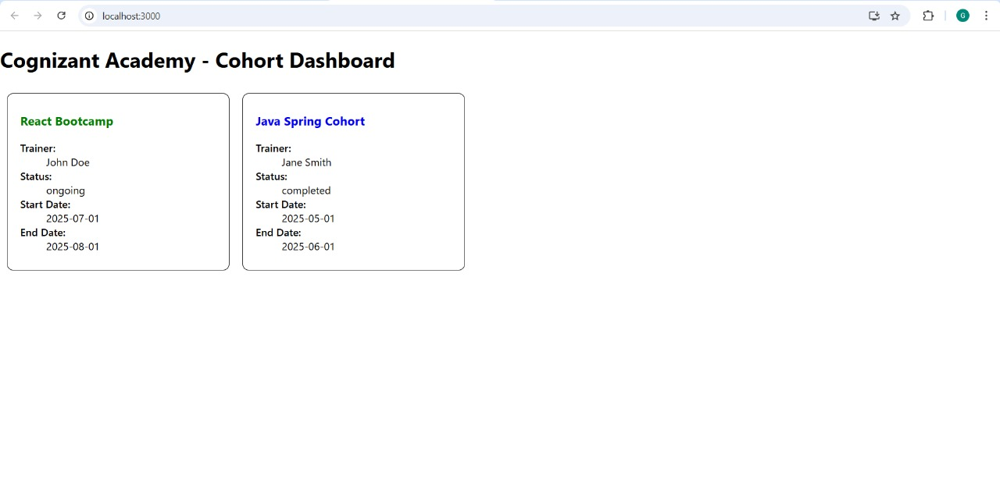 localhost:3000
G
Cognizant Academy - Cohort Dashboard
React Bootcamp
Trainer:
John Doe
Status:
ongoing
Start Date:
2025-07-01
End Date:
2025-08-01
Java Spring Cohort
Trainer:
Jane Smith
Status:
completed
Start Date:
2025-05-01
End Date:
2025-06-01